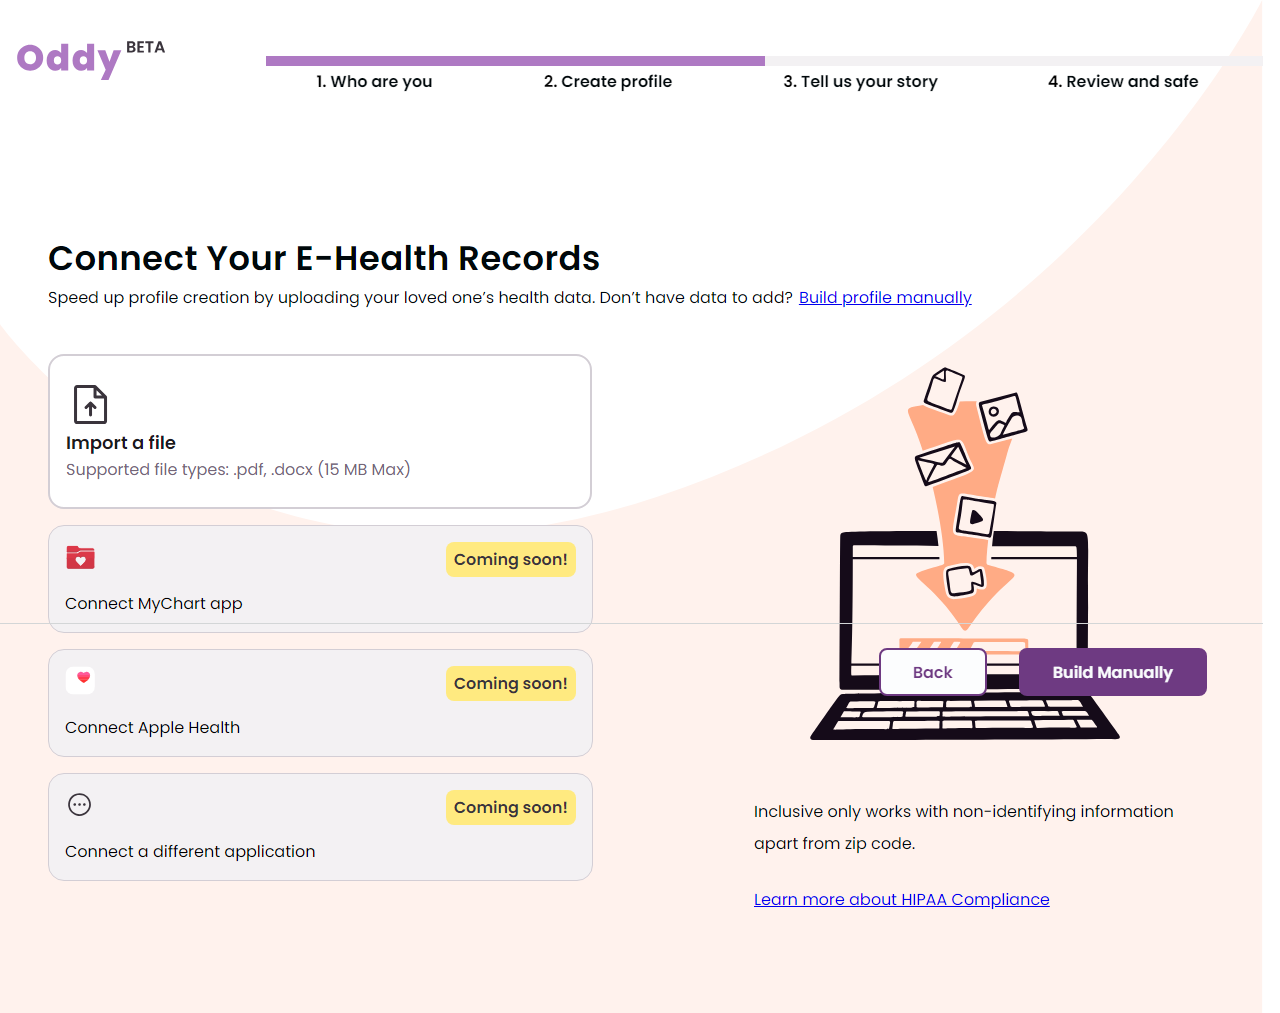 Oddy BETA
1. Who are you
2. Create profile
3. Tell us your story
4. Review and safe
Connect Your E-Health Records
Speed up profile creation by uploading your loved one’s health data. Don’t have data to add? Build profile manually
Import a file
Supported file types: .pdf, .docx (15 MB Max)
Coming soon!
Connect MyChart app
Coming soon!
Connect Apple Health
Coming soon!
Connect a different application
Back
Build Manually
Inclusive only works with non-identifying information
apart from zip code.
Learn more about HIPAA Compliance